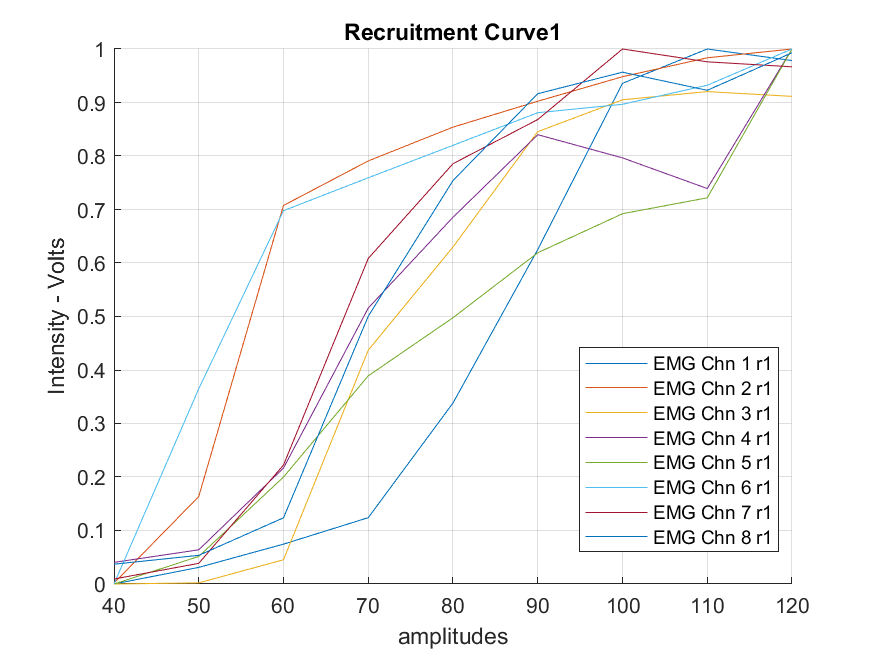 Recruitment Curve1
Intensity - Volts
1
0.9
0.8
0.7
0.6
0.5
0.4
0.3
0.2
0.1
0
EMG Chn 1 r1
EMG Chn 2 r1
EMG Chn 3 r1
EMG Chn 4 r1
EMG Chn 5 r1
EMG Chn 6 r1
EMG Chn 7 r1
EMG Chn 8 r1
40 50 60 70 80 90 100 110 120
amplitudes